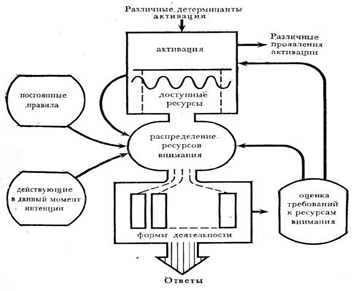 Различные детерминанты
активации
активация
Различные
проявления
активации
доступные
ресурсы
постоянные
правила
распределение
ресурсов
внимания
действующие
в данный момент
интенции
оценка
требований
к ресурсам
внимания
формы деятельности
Ответы